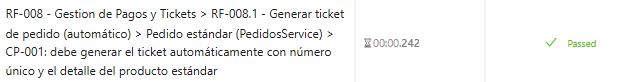 RF-008 - Gestion de Pagos y Tickets > RF-008.1 - Generar ticket
de pedido (automático) > Pedido estándar (PedidosService) >
CP-001: debe generar el ticket automáticamente con número
único y el detalle del producto estándar
00:00.242
Passed